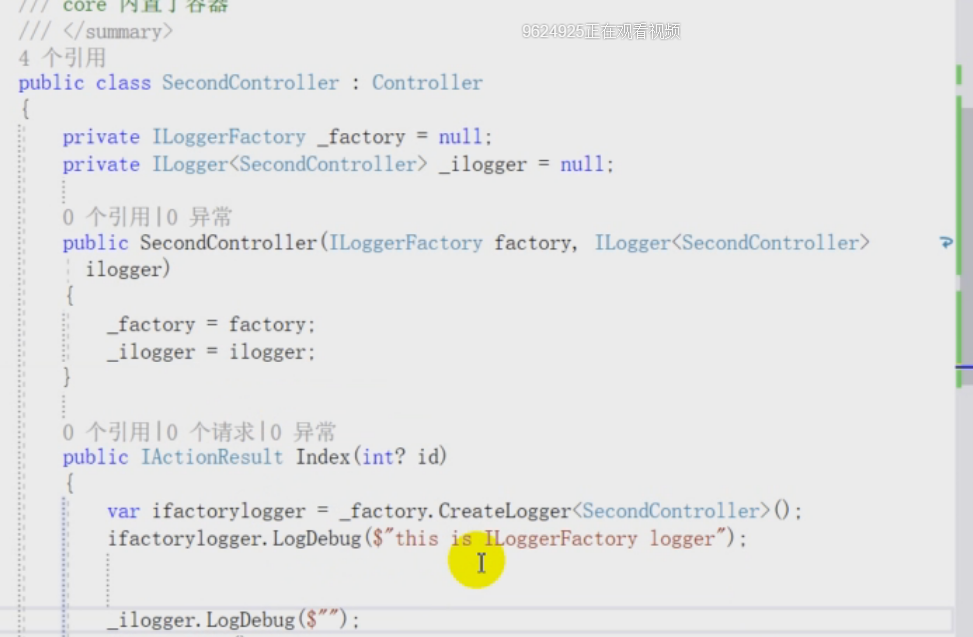 /// core 内置了容器
/// </summary>
9624925正在观看视频
4 个引用
public class SecondController : Controller
{
private ILoggerFactory _factory = null;
private ILogger<SecondController> _ilogger = null;
0 个引用|0 异常
public SecondController(ILoggerFactory factory, ILogger<SecondController>
ilogger)
{
_factory = factory;
_ilogger = ilogger;
}
0 个引用|0 个请求|0 异常
public IActionResult Index(int? id)
{
var ifactorylogger = _factory.CreateLogger<SecondController>();
ifactorylogger.LogDebug($"this is ILoggerFactory logger");
_ilogger.LogDebug($"");